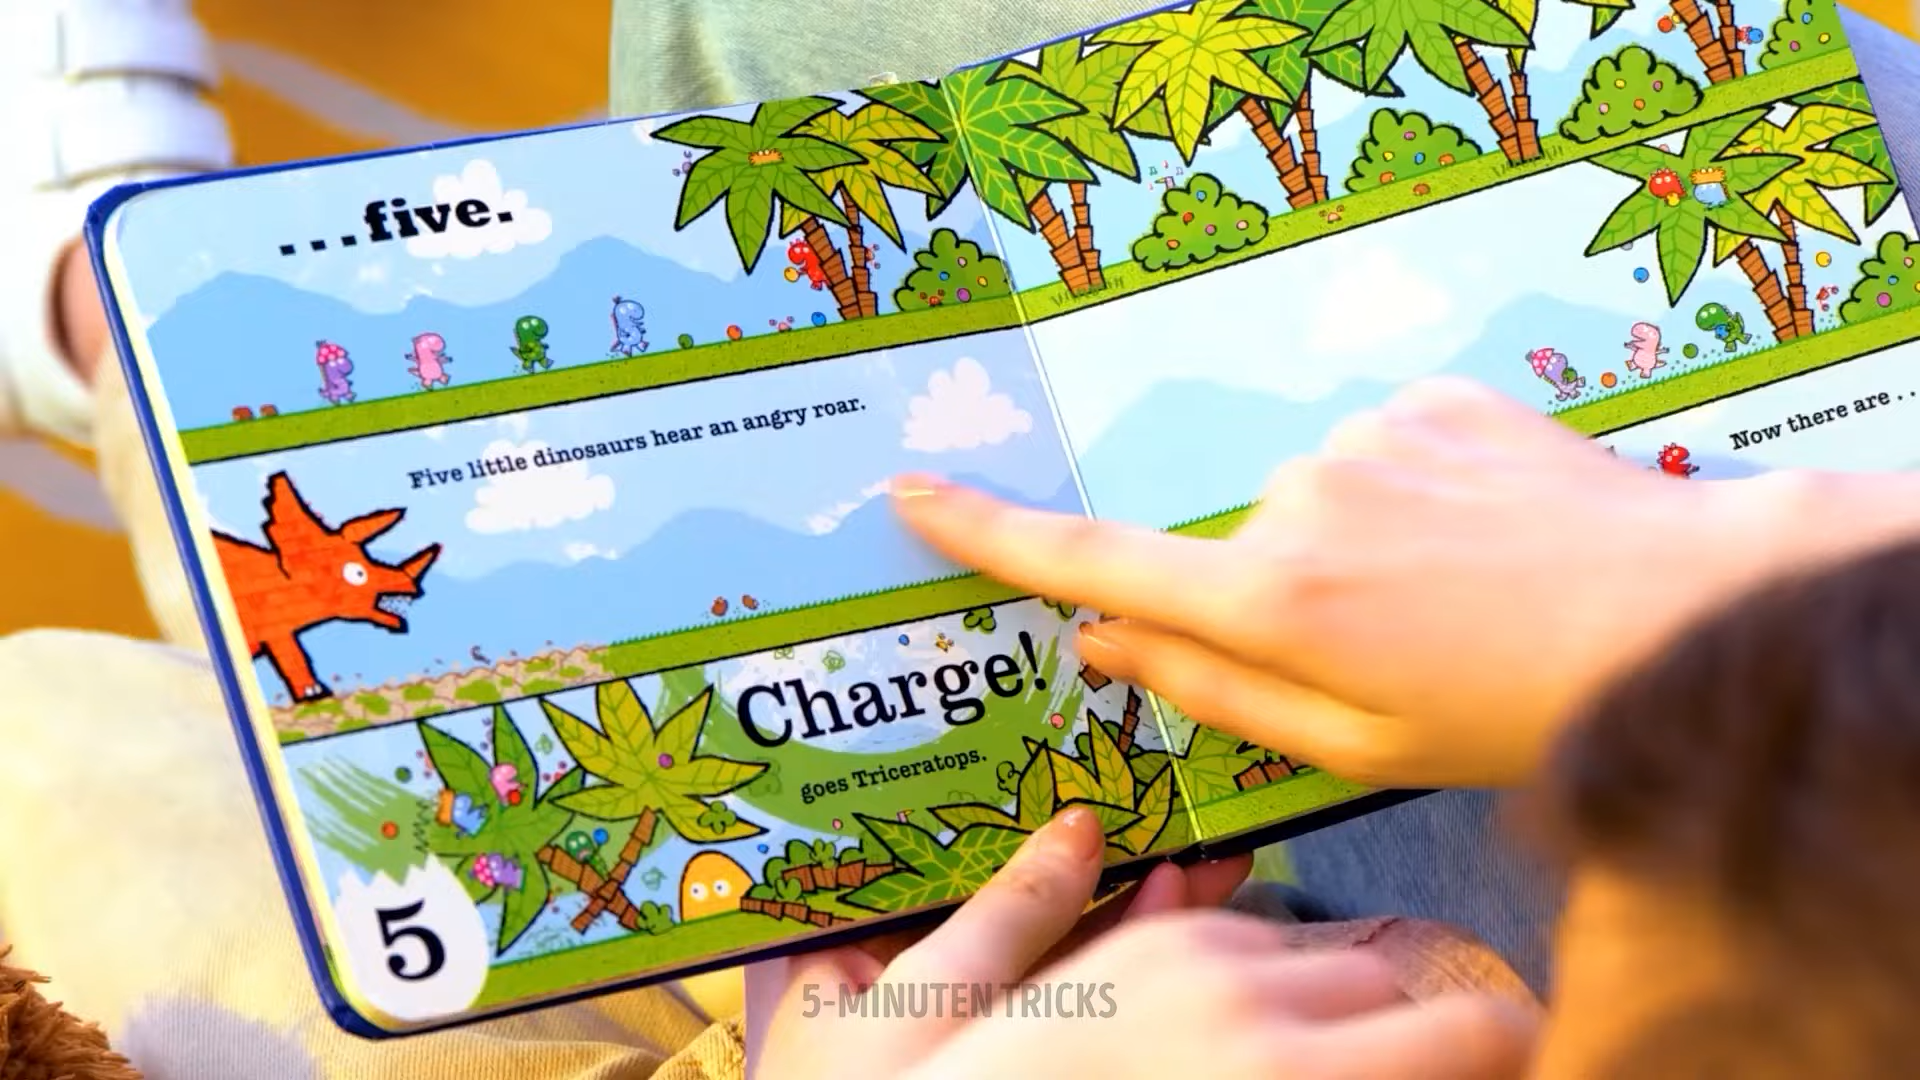 ...five.
Five little dinosaurs hear an angry roar.
Charge!
goes Triceratops.
5
Now there are . .
5-MINUTEN TRICKS